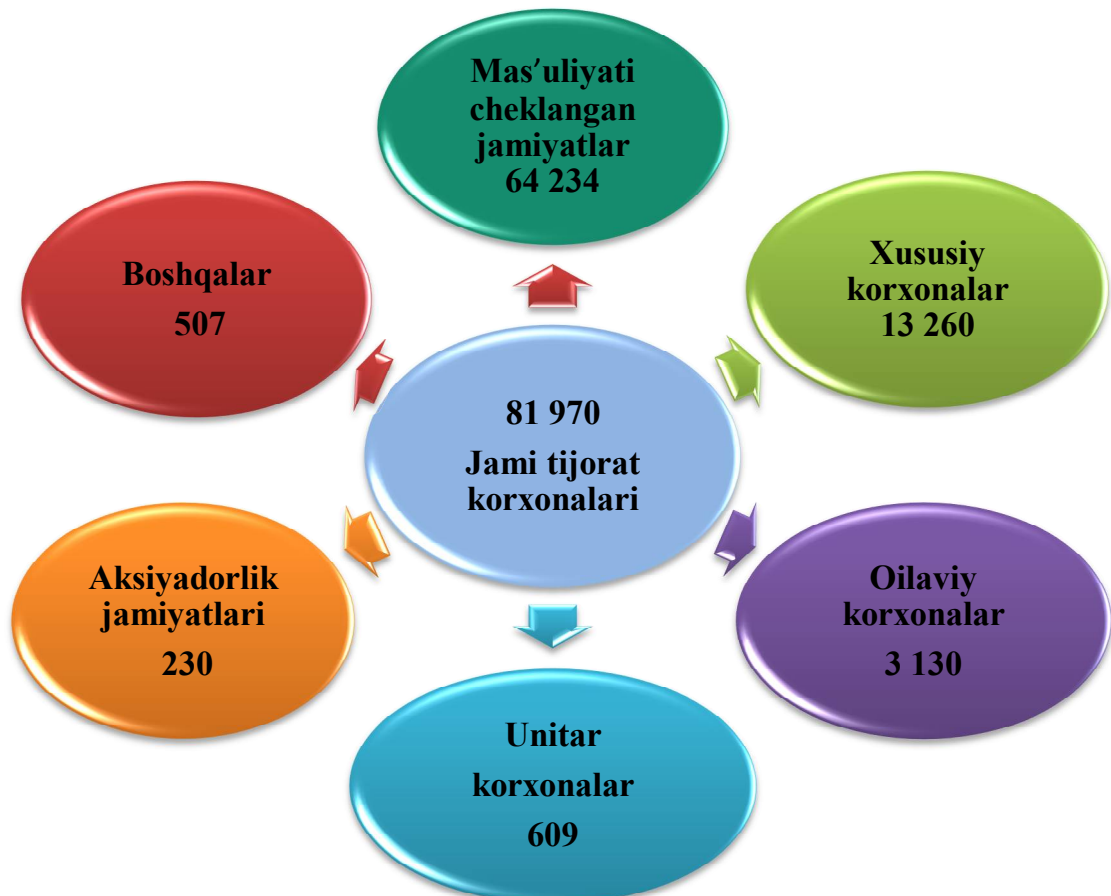 Mas’uliyati
cheklangan
jamiyatlar
64 234
Boshqalar
507
Xususiy
korxonalar
13 260
81 970
Jami tijorat
korxonalari
Aksiyadorlik
jamiyatlari
230
Oilaviy
korxonalar
3 130
Unitar
korxonalar
609